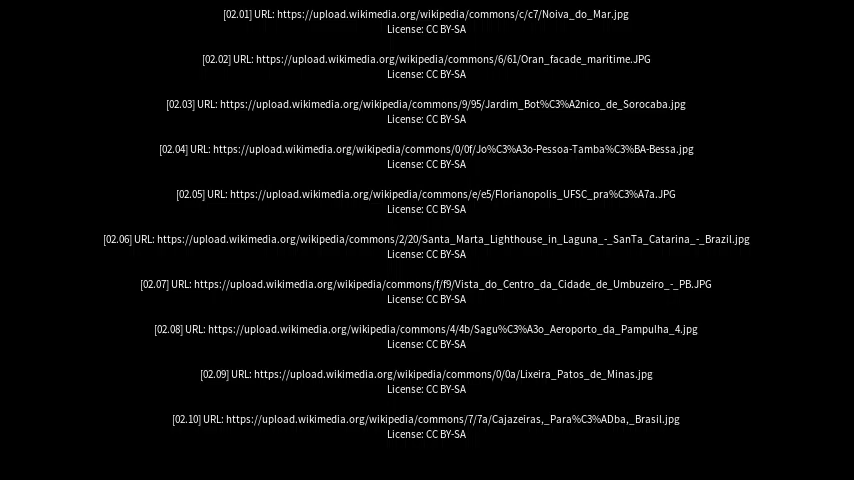 [02.01] URL: https://upload.wikimedia.org/wikipedia/commons/c/c7/Noiva_do_Mar.jpg
License: CC BY-SA
[02.02] URL: https://upload.wikimedia.org/wikipedia/commons/6/61/Oran_facade_maritime.JPG
License: CC BY-SA
[02.03] URL: https://upload.wikimedia.org/wikipedia/commons/9/95/Jardim_Bot%C3%A2nico_de_Sorocaba.jpg
License: CC BY-SA
[02.04] URL: https://upload.wikimedia.org/wikipedia/commons/0/0f/Jo%C3%A3o-Pessoa-Tamba%C3%BA-Bessa.jpg
License: CC BY-SA
[02.05] URL: https://upload.wikimedia.org/wikipedia/commons/e/e5/Florianopolis_UFSC_pra%C3%A7a.JPG
License: CC BY-SA
[02.06] URL: https://upload.wikimedia.org/wikipedia/commons/2/20/Santa_Marta_Lighthouse_in_Laguna_-_SanTa_Catarina_-_Brazil.jpg
License: CC BY-SA
[02.07] URL: https://upload.wikimedia.org/wikipedia/commons/f/f9/Vista_do_Centro_da_Cidade_de_Umbuzeiro_-_PB.JPG
License: CC BY-SA
[02.08] URL: https://upload.wikimedia.org/wikipedia/commons/4/4b/Sagu%C3%A3o_Aeroporto_da_Pampulha_4.jpg
License: CC BY-SA
[02.09] URL: https://upload.wikimedia.org/wikipedia/commons/0/0a/Lixeira_Patos_de_Minas.jpg
License: CC BY-SA
[02.10] URL: https://upload.wikimedia.org/wikipedia/commons/7/7a/Cajazeiras,_Para%C3%ADba,_Brasil.jpg
License: CC BY-SA